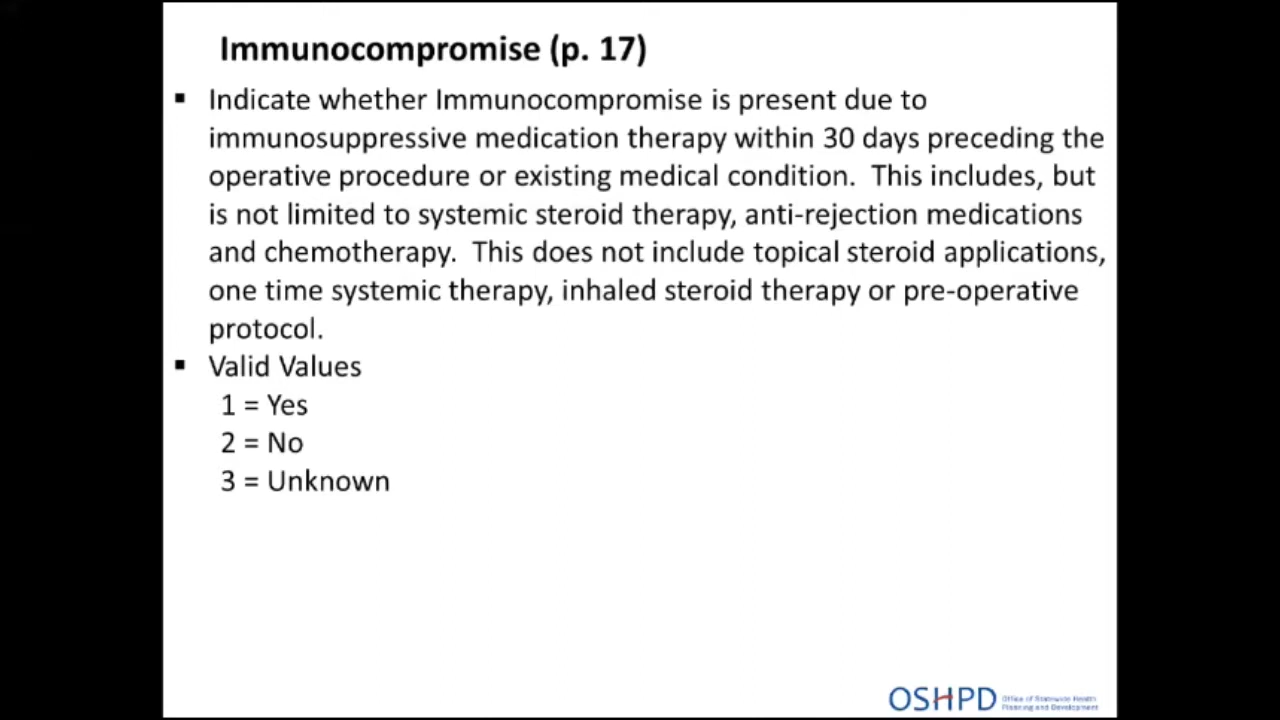 Immunocompromise (p. 17)
▪ Indicate whether Immunocompromise is present due to
immunosuppressive medication therapy within 30 days preceding the
operative procedure or existing medical condition.  This includes, but
is not limited to systemic steroid therapy, anti-rejection medications
and chemotherapy.  This does not include topical steroid applications,
one time systemic therapy, inhaled steroid therapy or pre-operative
protocol.
▪ Valid Values
1 = Yes
2 = No
3 = Unknown
OSHPD
Office of Statewide Health
Planning and Development